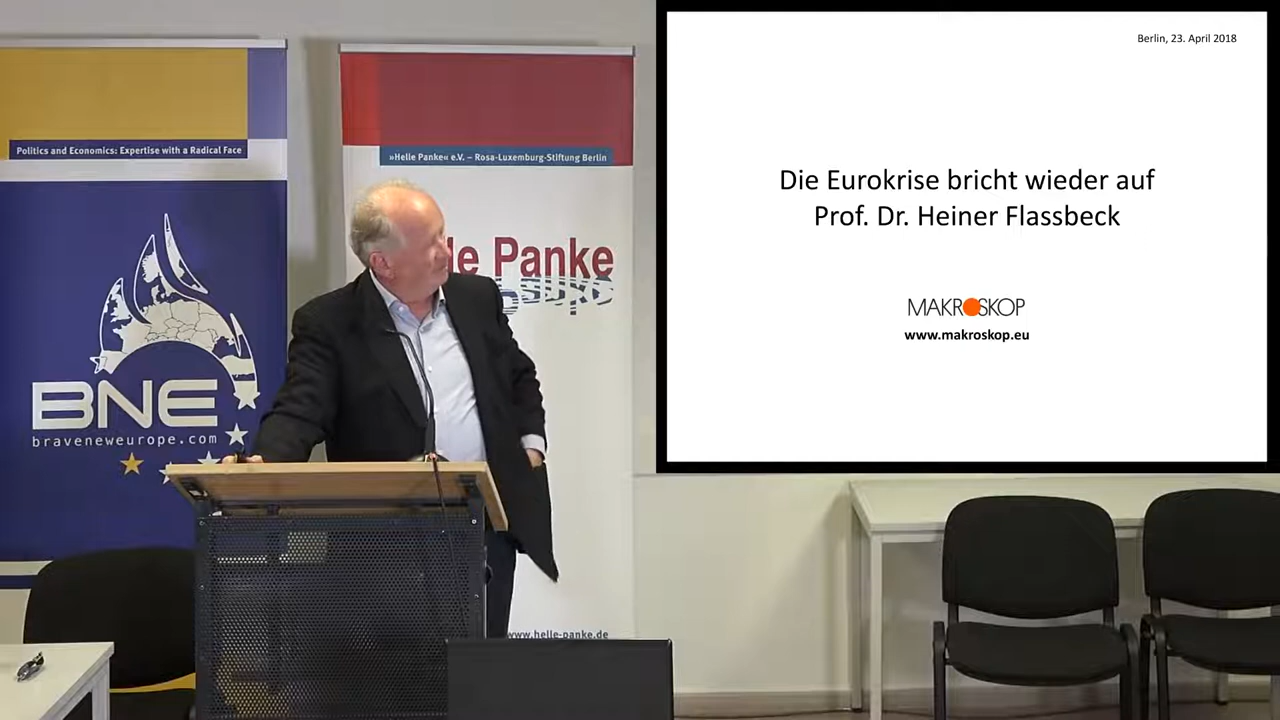 Politics and Economics: Expertise with a Radical Face
BNE
braveneweurope.com
»Helle Panke« e.V. – Rosa-Luxemburg-Stiftung Berlin
Panke
www.helle-panke.de
Berlin, 23. April 2018
Die Eurokrise bricht wieder auf
Prof. Dr. Heiner Flassbeck
MAKROSKOP
www.makroskop.eu